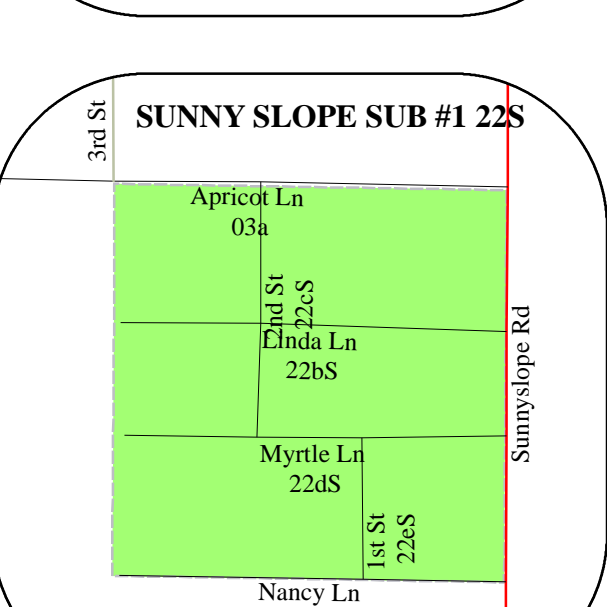 SUNNY SLOPE SUB #1 22S
3rd St
Apricot Ln
03a
2nd St
22cS
Linda Ln
22bS
Sunnyslope Rd
Myrtle Ln
22dS
1st St
22eS
Nancy Ln